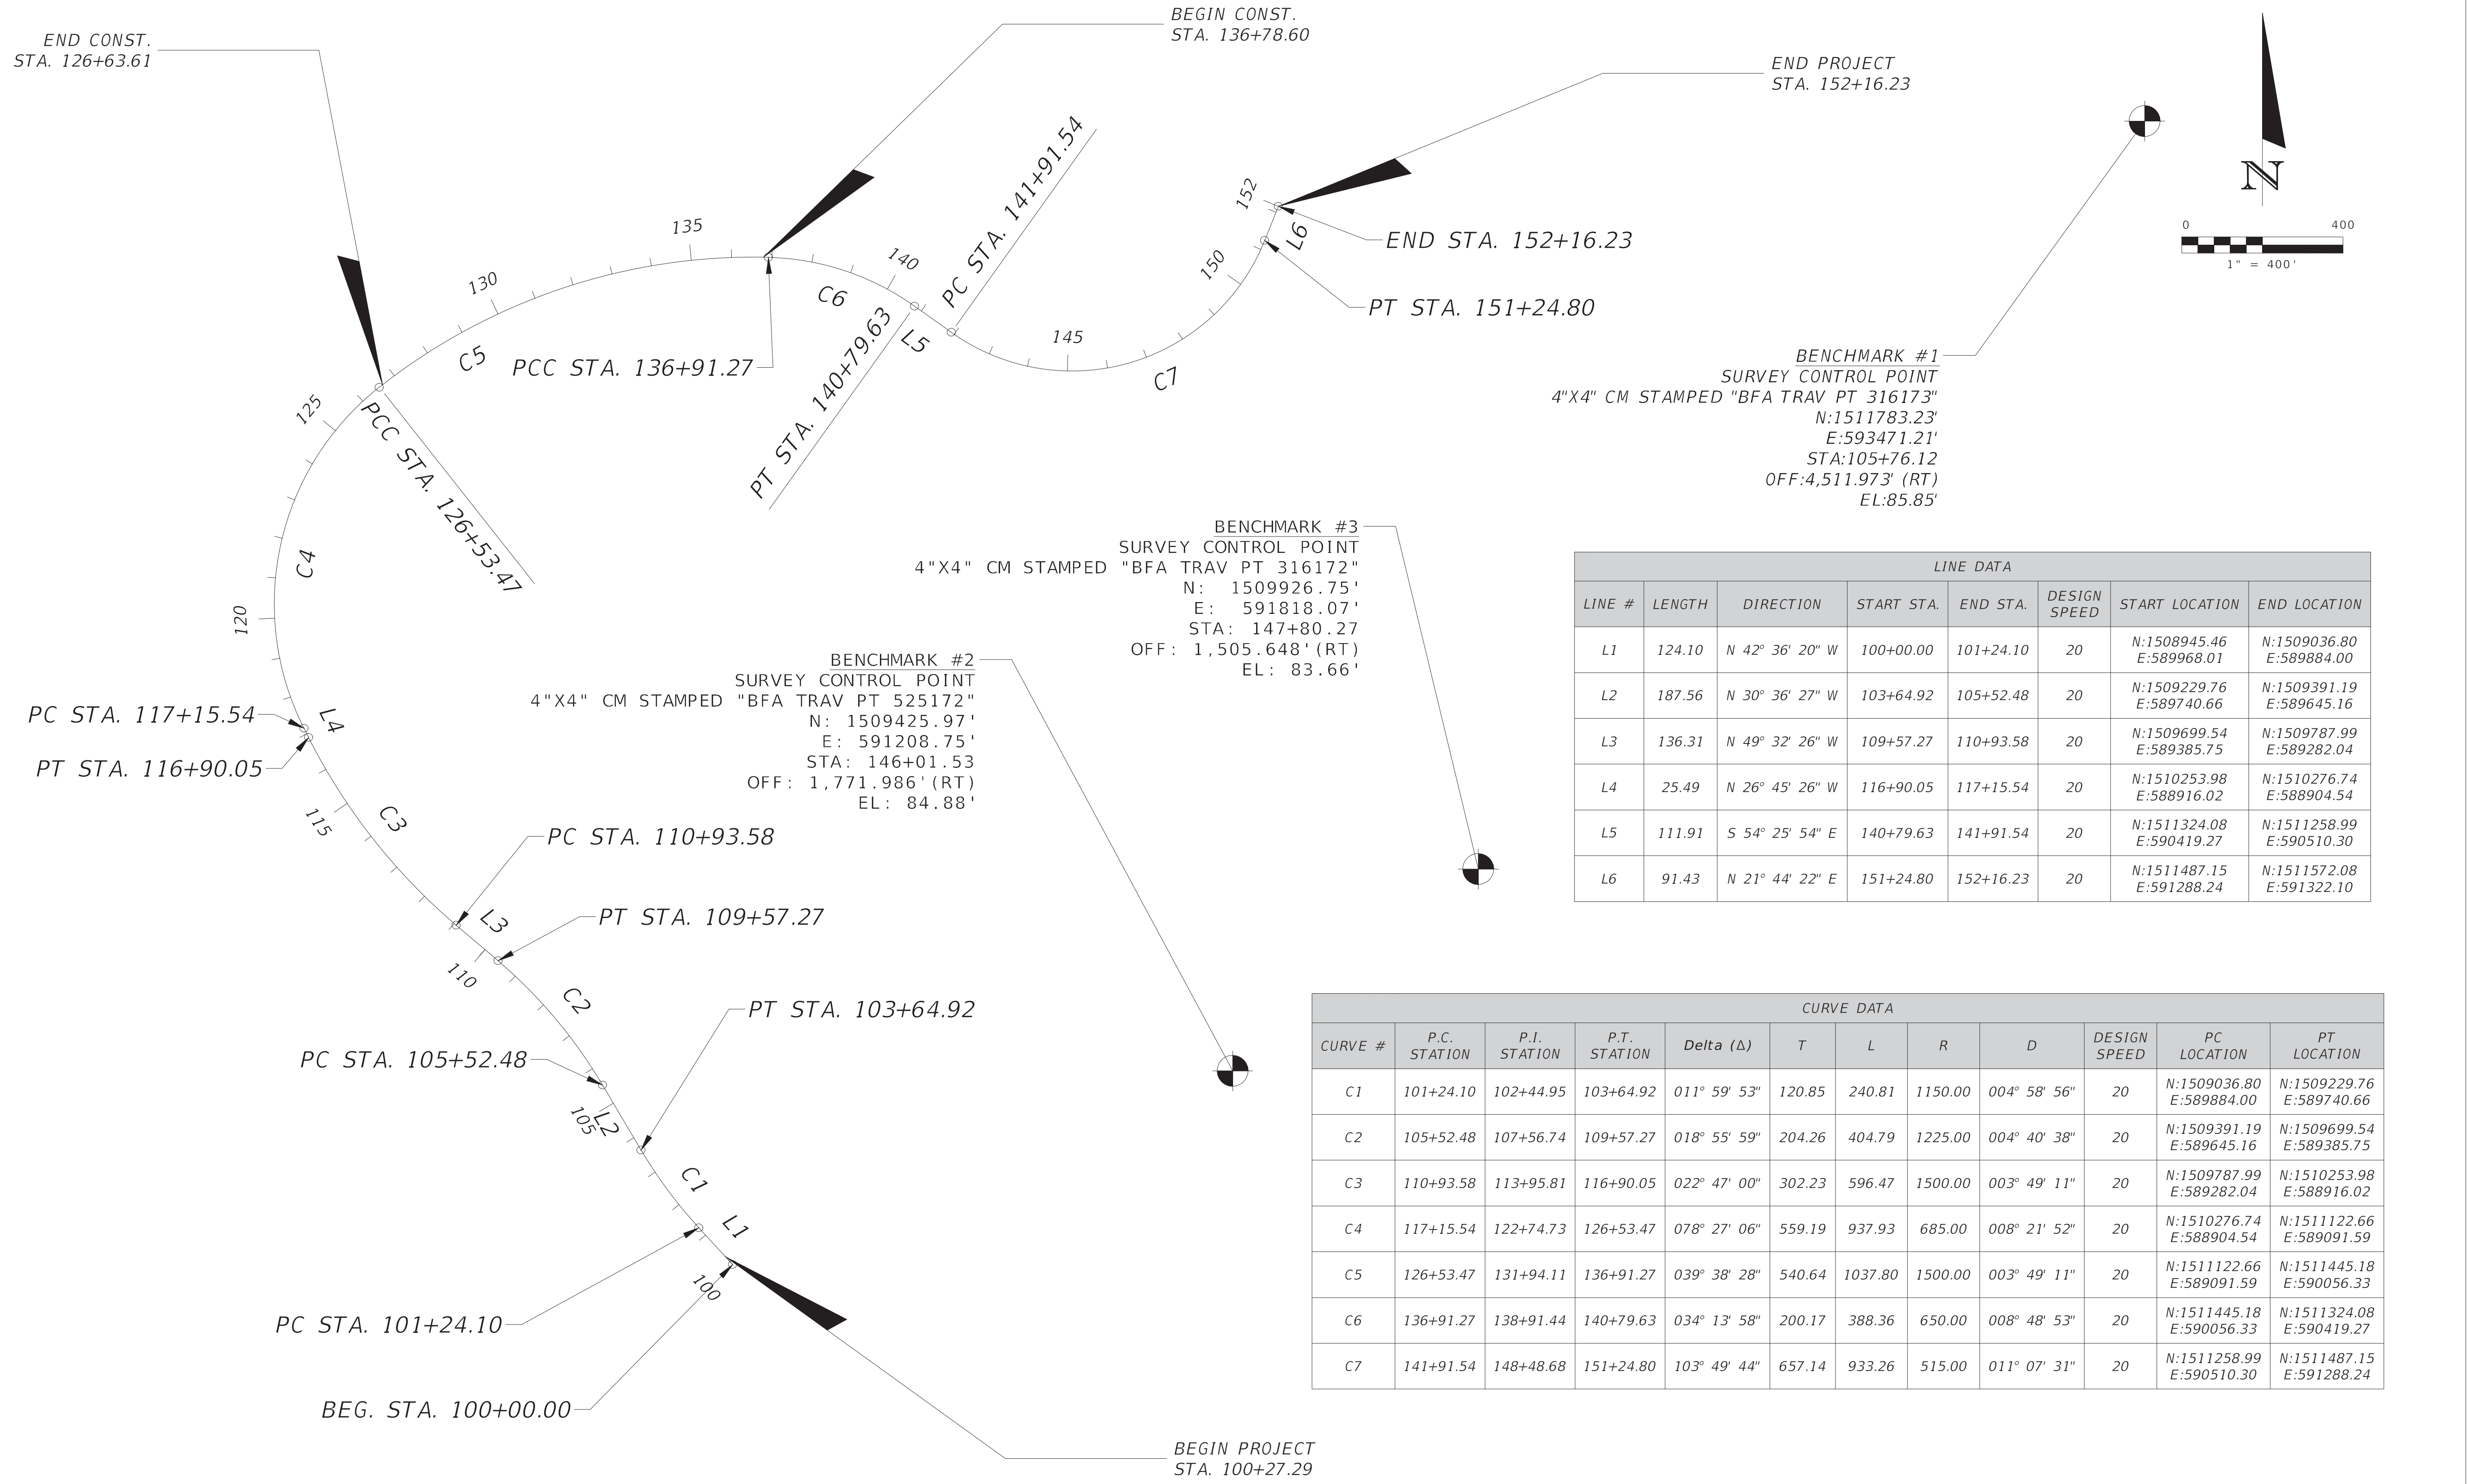 END CONST.
STA. 126+63.61
BEGIN CONST.
STA. 136+78.60
END PROJECT
STA. 152+16.23
N
0 400
1" = 400'
135
130
140
125
120
115
110
105
100
145
150
152
PC STA. 141+91.54
L6
END STA. 152+16.23
PT STA. 151+24.80
C6
L5
C5
C7
PCC STA. 136+91.27
PT STA. 140+79.63
PCC STA. 126+53.47
C4
BENCHMARK #1
SURVEY CONTROL POINT
4"X4" CM STAMPED "BFA TRAV PT 316173"
N:1511783.23'
E:593471.21'
STA:105+76.12
OFF:4,511.973' (RT)
EL:85.85'
BENCHMARK #3
SURVEY CONTROL POINT
4"X4" CM STAMPED "BFA TRAV PT 316172"
N: 1509926.75'
E: 591818.07'
STA: 147+80.27
OFF: 1,505.648'(RT)
EL: 83.66'
BENCHMARK #2
SURVEY CONTROL POINT
4"X4" CM STAMPED "BFA TRAV PT 525172"
N: 1509425.97'
E: 591208.75'
STA: 146+01.53
OFF: 1,771.986'(RT)
EL: 84.88'
PC STA. 117+15.54
L4
PT STA. 116+90.05
C3
PC STA. 110+93.58
L3
PT STA. 109+57.27
C2
PT STA. 103+64.92
PC STA. 105+52.48
L2
C1
L1
PC STA. 101+24.10
BEG. STA. 100+00.00
BEGIN PROJECT
STA. 100+27.29
LINE DATA
LINE # LENGTH DIRECTION START STA. END STA. DESIGN SPEED START LOCATION END LOCATION
L1 124.10 N 42° 36' 20" W 100+00.00 101+24.10 20 N:1508945.46 E:589968.01 N:1509036.80 E:589884.00
L2 187.56 N 30° 36' 27" W 103+64.92 105+52.48 20 N:1509229.76 E:589740.66 N:1509391.19 E:589645.16
L3 136.31 N 49° 32' 26" W 109+57.27 110+93.58 20 N:1509699.54 E:589385.75 N:1509787.99 E:589282.04
L4 25.49 N 26° 45' 26" W 116+90.05 117+15.54 20 N:1510253.98 E:588916.02 N:1510276.74 E:588904.54
L5 111.91 S 54° 25' 54" E 140+79.63 141+91.54 20 N:1511324.08 E:590419.27 N:1511258.99 E:590510.30
L6 91.43 N 21° 44' 22" E 151+24.80 152+16.23 20 N:1511487.15 E:591288.24 N:1511572.08 E:591322.10
CURVE DATA
CURVE # P.C. STATION P.I. STATION P.T. STATION Delta (Δ) T L R D DESIGN SPEED PC LOCATION PT LOCATION
C1 101+24.10 102+44.95 103+64.92 011° 59' 53" 120.85 240.81 1150.00 004° 58' 56" 20 N:1509036.80 E:589884.00 N:1509229.76 E:589740.66
C2 105+52.48 107+56.74 109+57.27 018° 55' 59" 204.26 404.79 1225.00 004° 40' 38" 20 N:1509391.19 E:589645.16 N:1509699.54 E:589385.75
C3 110+93.58 113+95.81 116+90.05 022° 47' 00" 302.23 596.47 1500.00 003° 49' 11" 20 N:1509787.99 E:589282.04 N:1510253.98 E:588916.02
C4 117+15.54 122+74.73 126+53.47 078° 27' 06" 559.19 937.93 685.00 008° 21' 52" 20 N:1510276.74 E:588904.54 N:1511122.66 E:589091.59
C5 126+53.47 131+94.11 136+91.27 039° 38' 28" 540.64 1037.80 1500.00 003° 49' 11" 20 N:1511122.66 E:589091.59 N:1511445.18 E:590056.33
C6 136+91.27 138+91.44 140+79.63 034° 13' 58" 200.17 388.36 650.00 008° 48' 53" 20 N:1511445.18 E:590056.33 N:1511324.08 E:590419.27
C7 141+91.54 148+48.68 151+24.80 103° 49' 44" 657.14 933.26 515.00 011° 07' 31" 20 N:1511258.99 E:590510.30 N:1511487.15 E:591288.24